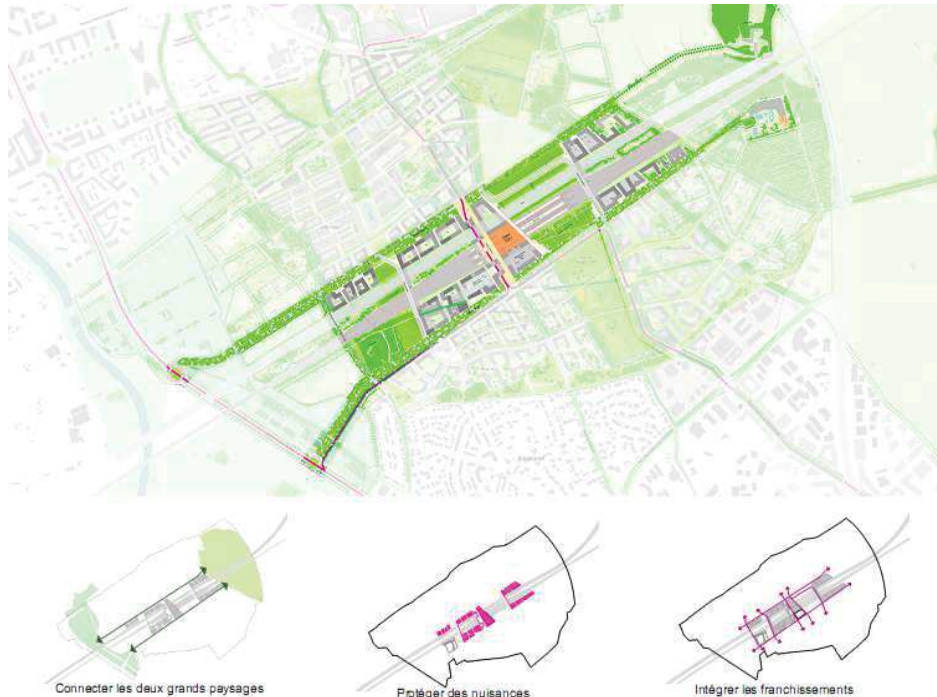 Connecter les deux grands paysages
Protéger des nuisances
Intégrer les franchissements